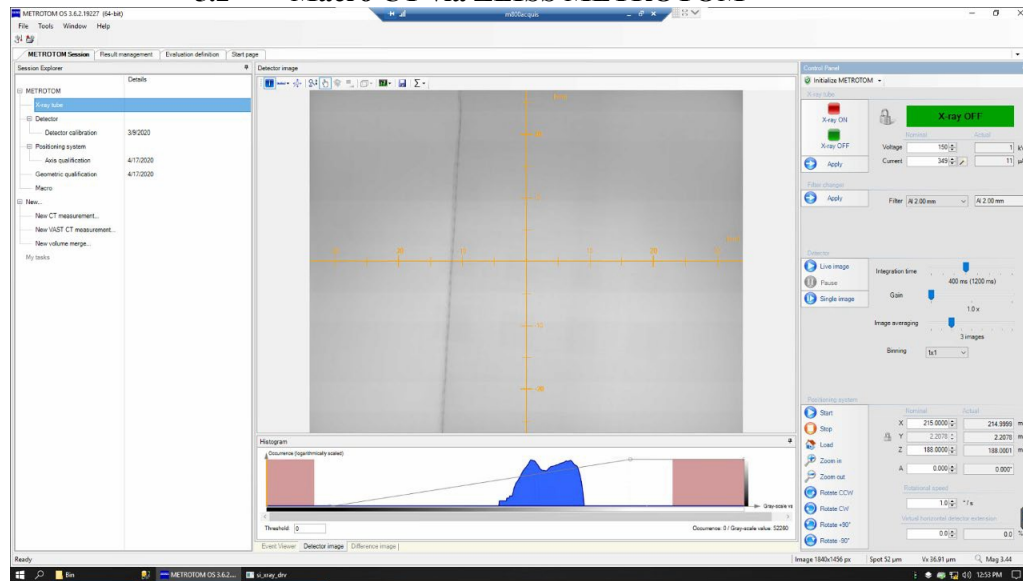 METROTOM OS 3.6.2.19227 (64-bit)
m800acquis
File Tools Window Help
METROTOM Session Result management Evaluation definition Start page
Session Explorer
Details
METROTOM
X-ray tube
Detector
Detector calibration 3/9/2020
Positioning system
Axis qualification 4/17/2020
Geometric qualification 4/17/2020
Macro
New...
New CT measurement...
New VAST CT measurement...
New volume merge...
My tasks
Detector image
Histogram
Occurrence (logarithmically scaled)
Threshold 0
Occurrence: 0 / Gray-scale value: 52280
Event Viewer Detector image Difference image
Control Panel
Initialize METROTOM
X-ray tube
X-ray ON
X-ray OFF
X-ray OFF
Nominal Actual
Voltage 150 1
Current 349 11
Apply
Filter changer
Apply Filter Al 2.00 mm Al 2.00 mm
Detector
Live image
Pause
Single image
Integration time
400 ms (1200 ms)
Gain
1.0 x
Image averaging
3 images
Binning 1x1
Positioning system
Start
Stop
Load
Zoom in
Zoom out
Rotate CCW
Rotate CW
Rotate +90°
Rotate -90°
Nominal Actual
X 215.0000 214.9999
Y 2.2078 2.2078
Z 188.0000 188.0001
A 0.000° 0.000°
Rotational speed
1.0 °/s
Virtual horizontal detector extension
0.0 0.0
Ready
Image 1840x1456 px Spot 52 µm Vx 36.91 µm Mag 3.44
Bin METROTOM OS 3.6.2.... si_xray_drv
12:53 PM